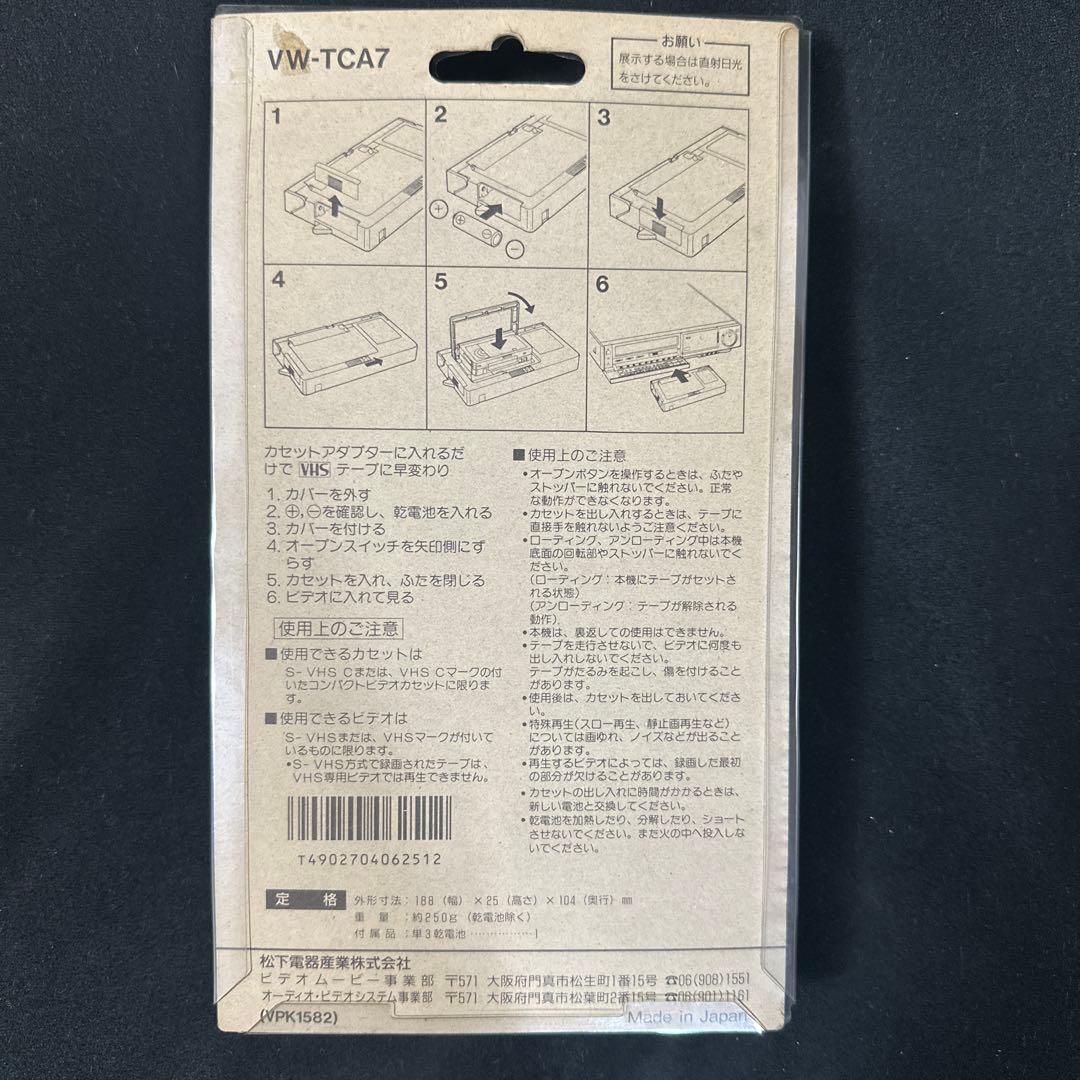 VW-TCA7
お願い
展示する場合は直射日光
をさけてください。
1
2
3
4
5
6
カセットアダプターに入れるだ
けで VHS テープに早変わり
1. カバーを外す
2. ⊕,⊖を確認し、乾電池を入れる
3. カバーを付ける
4. オープンスイッチを矢印側にず
らす
5. カセットを入れ、ふたを閉じる
6. ビデオに入れて見る
使用上のご注意
■使用できるカセットは
S-VHS Cまたは、VHS Cマークの付
いたコンパクトビデオカセットに限りま
す。
■使用できるビデオは
S-VHSまたは、VHSマークが付いて
いるものに限ります。
•S-VHS方式で録画されたテープは、
VHS専用ビデオでは再生できません。
T4902704062512
■使用上のご注意
•オープンボタンを操作するときは、ふたや
ストッパーに触れないでください。正常
な動作ができなくなります。
•カセットを出し入れするときは、テープに
直接手を触れないようご注意ください。
•ローディング、アンローディング中は本機
底面の回転部やストッパーに触れないでく
ださい。
(ローディング：本機にテープがセットさ
れる状態)
(アンローディング：テープが解除される
動作)
•本機は、裏返しての使用はできません。
•テープを走行させないで、ビデオに何度も
出し入れしないでください。
テープがたるみを起こし、傷を付けること
があります。
•使用後は、カセットを出しておいてくださ
い。
•特殊再生(スロー再生、静止画再生など)
については画ゆれ、ノイズなどが出ること
があります。
•再生するビデオによっては、録画した最初
の部分が欠けることがあります。
•カセットの出し入れに時間がかかるときは、
新しい電池と交換してください。
•乾電池を加熱したり、分解したり、ショート
させないでください。また火の中へ投入しな
いでください。
定 格
外形寸法：188（幅）×25（高さ）×104（奥行）㎜
重 量：約250g（乾電池除く）
付属品：単3乾電池……………1
松下電器産業株式会社
ビデオムービー事業部 〒571 大阪府門真市松生町1番15号 ☎06(908)1551
オーディオ・ビデオシステム事業部 〒571 大阪府門真市松葉町2番15号 ☎06(901)1161
(VPK1582)
Made in Japan